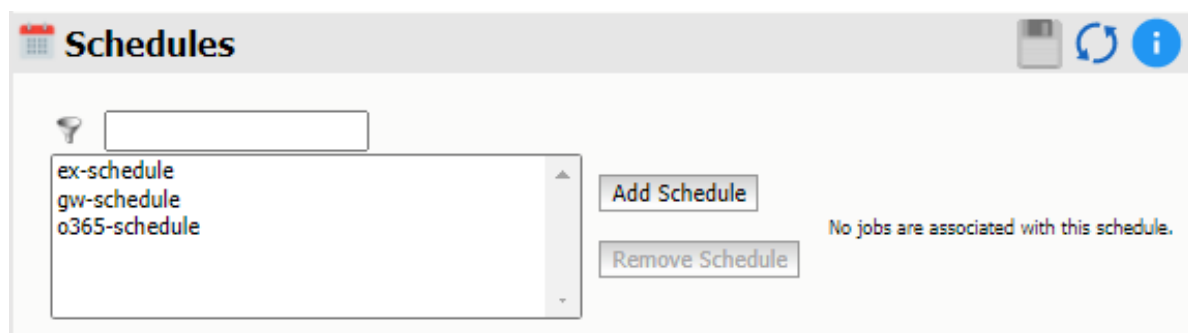 Schedules
ex-schedule
gw-schedule
o365-schedule
Add Schedule
Remove Schedule
No jobs are associated with this schedule.